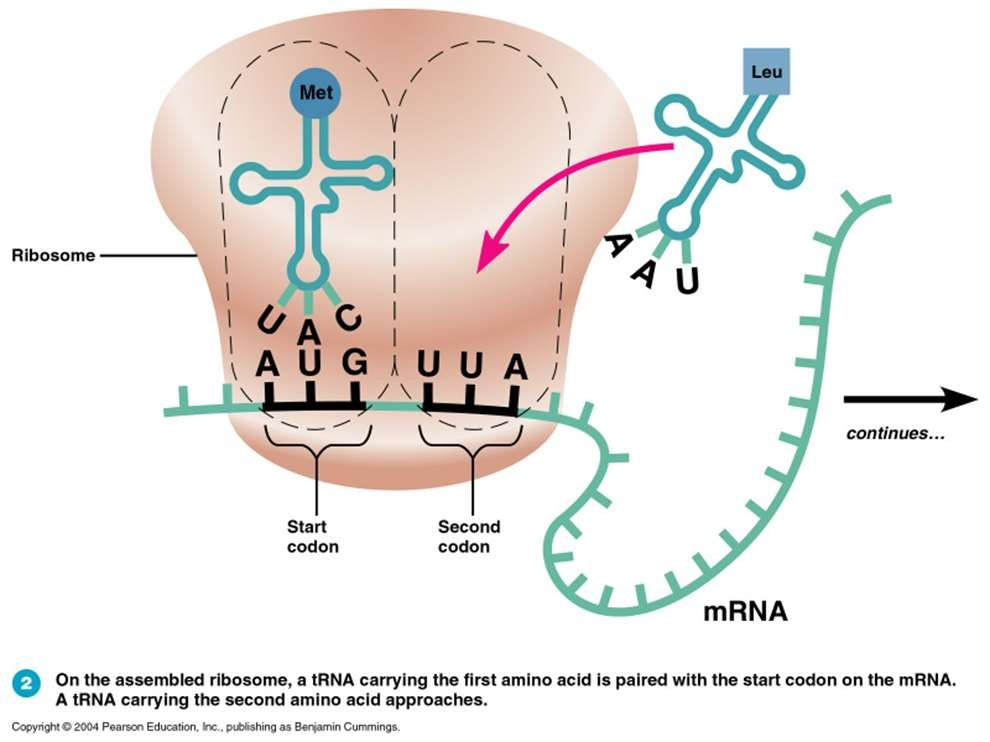 Met
Leu
Ribosome
A A U
U A C
A U G U U A
continues...
Start
codon
Second
codon
mRNA
2 On the assembled ribosome, a tRNA carrying the first amino acid is paired with the start codon on the mRNA.
A tRNA carrying the second amino acid approaches.
Copyright © 2004 Pearson Education, Inc., publishing as Benjamin Cummings.